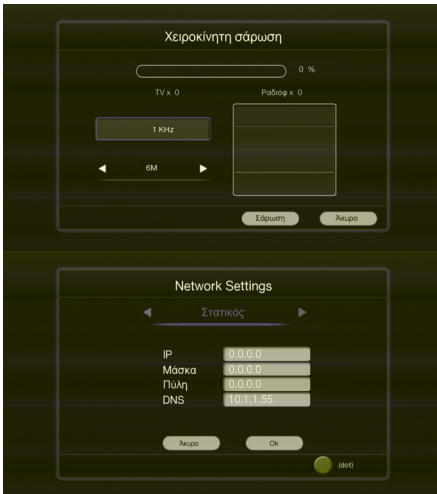 Χειροκίνητη σάρωση
0 %
TV x 0 Ραδιόφ x 0
1 KHz
6M
Σάρωση Άκυρο
Network Settings
Στατικός
IP 0.0.0.0
Μάσκα 0.0.0.0
Πύλη 0.0.0.0
DNS 10.1.1.55
Άκυρο Ok
.(dot)